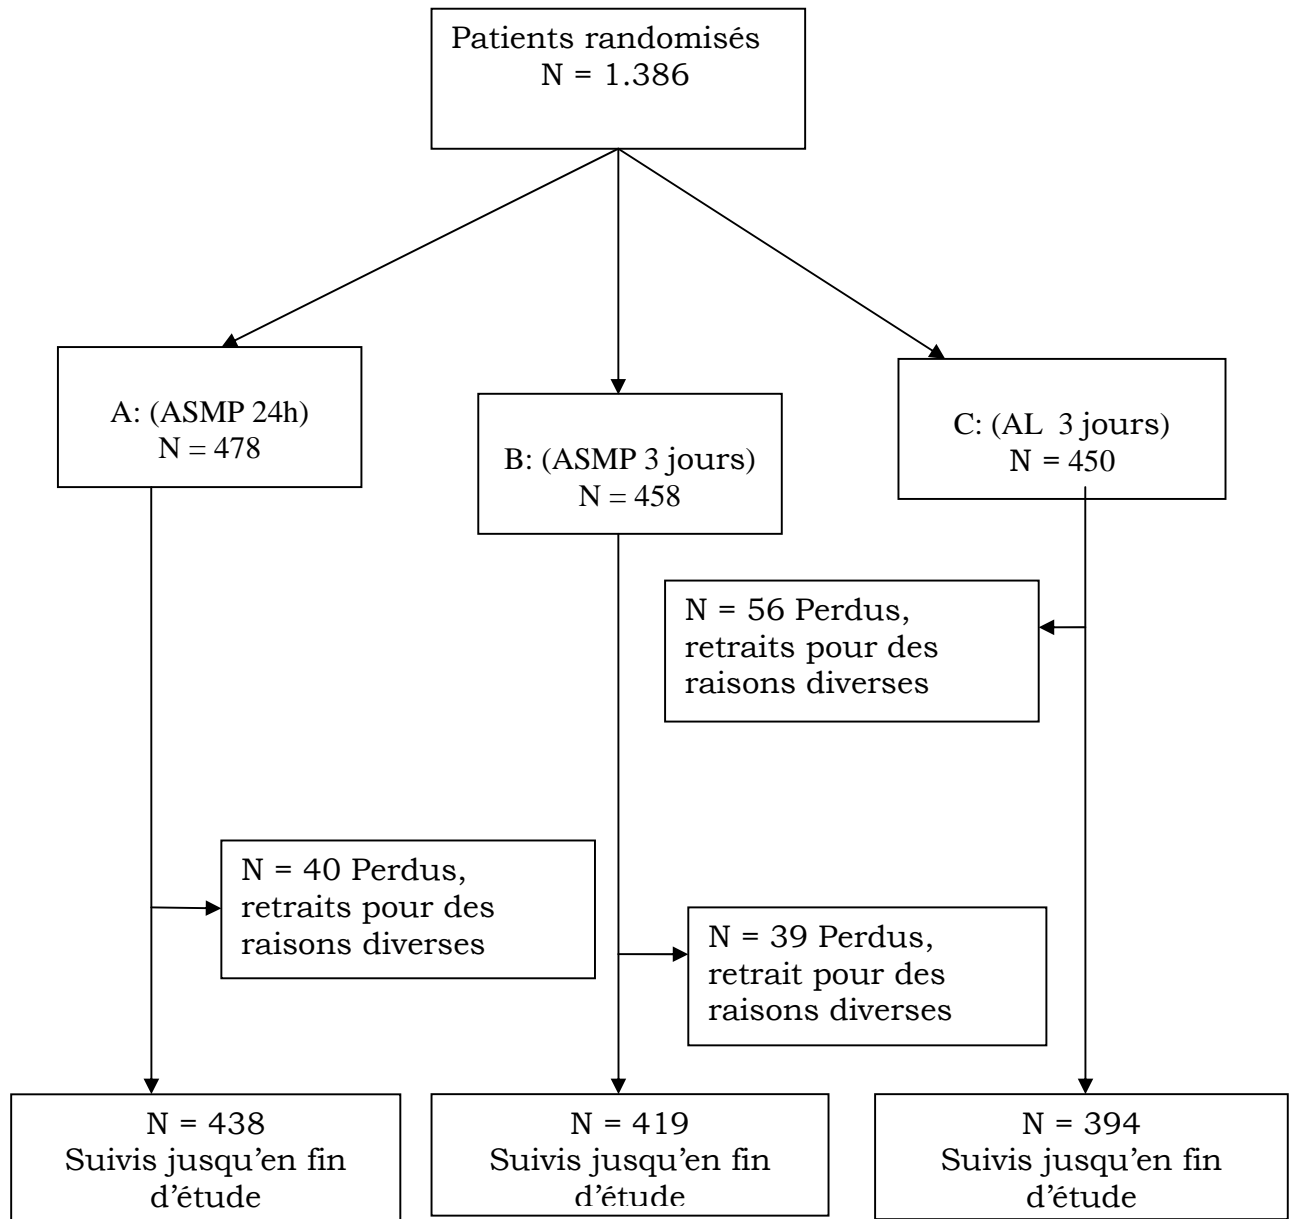 Patients randomisés
N = 1.386
A: (ASMP 24h)
N = 478
B: (ASMP 3 jours)
N = 458
C: (AL  3 jours)
N = 450
N = 56 Perdus,
retraits pour des
raisons diverses
N = 40 Perdus,
retraits pour des
raisons diverses
N = 39 Perdus,
retrait pour des
raisons diverses
N = 438
Suivis jusqu’en fin
d’étude
N = 419
Suivis jusqu’en fin
d’étude
N = 394
Suivis jusqu’en fin
d’étude